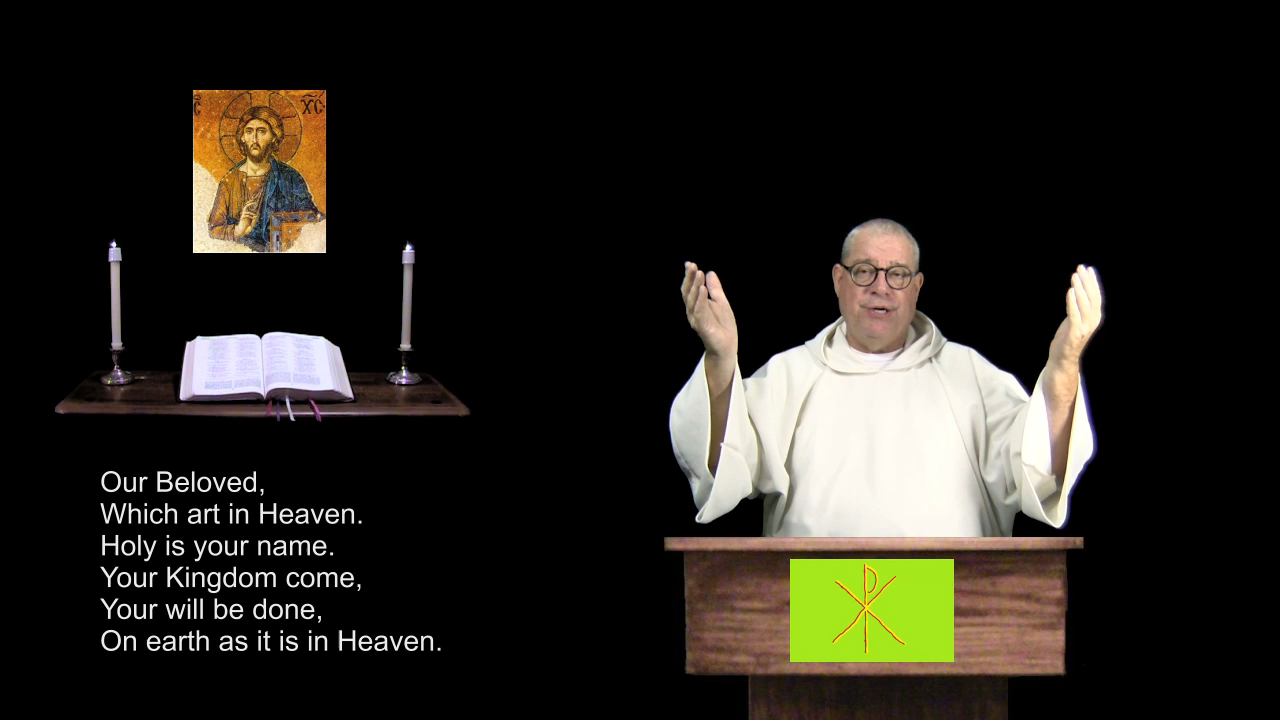 ΧC
Our Beloved,
Which art in Heaven.
Holy is your name.
Your Kingdom come,
Your will be done,
On earth as it is in Heaven.